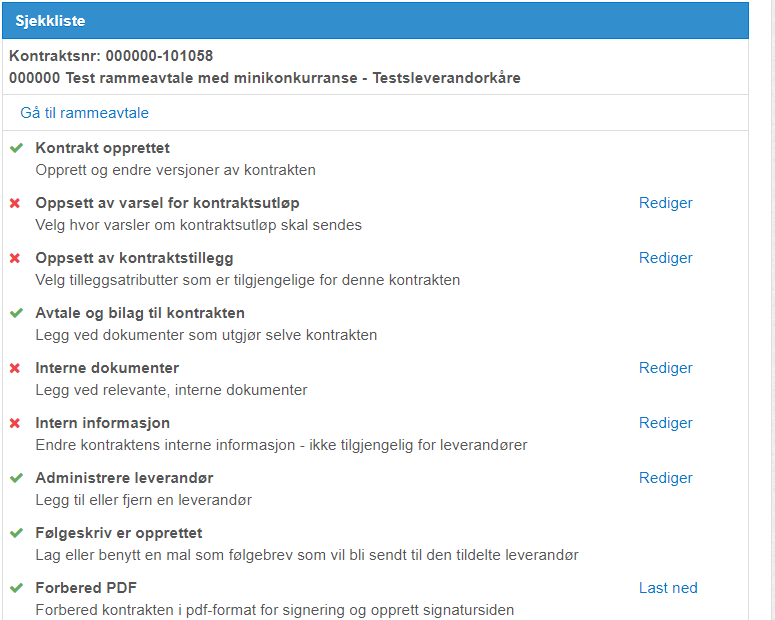 Sjekkliste
Kontraktsnr: 000000-101058
000000 Test rammeavtale med minikonkurranse - Testsleverandorkåre
Gå til rammeavtale
Kontrakt opprettet
Opprett og endre versjoner av kontrakten
Oppsett av varsel for kontraktsutløp Rediger
Velg hvor varsler om kontraktsutløp skal sendes
Oppsett av kontraktstillegg Rediger
Velg tilleggsatributter som er tilgjengelige for denne kontrakten
Avtale og bilag til kontrakten
Legg ved dokumenter som utgjør selve kontrakten
Interne dokumenter Rediger
Legg ved relevante, interne dokumenter
Intern informasjon Rediger
Endre kontraktens interne informasjon - ikke tilgjengelig for leverandører
Administrere leverandør Rediger
Legg til eller fjern en leverandør
Følgeskriv er opprettet
Lag eller benytt en mal som følgebrev som vil bli sendt til den tildelte leverandør
Forbered PDF Last ned
Forbered kontrakten i pdf-format for signering og opprett signatursiden